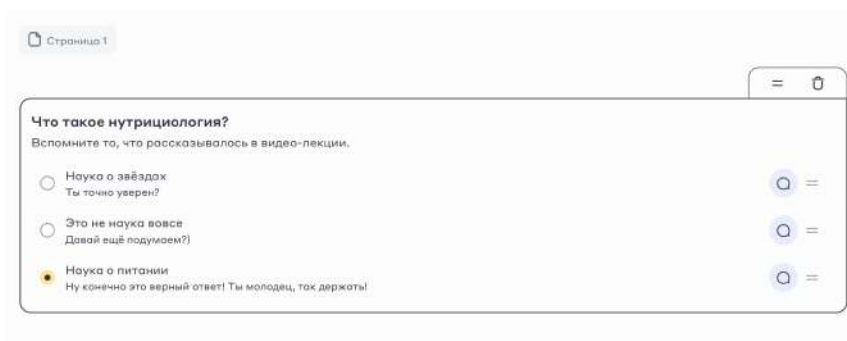 Страница 1
Что такое нутрициология?
Вспомните то, что рассказывалось в видео-лекции.
Наука о звёздах
Ты точно уверен?
Это не наука вовсе
Давай ещё подумаем?)
Наука о питании
Ну конечно это верный ответ! Ты молодец, так держать!